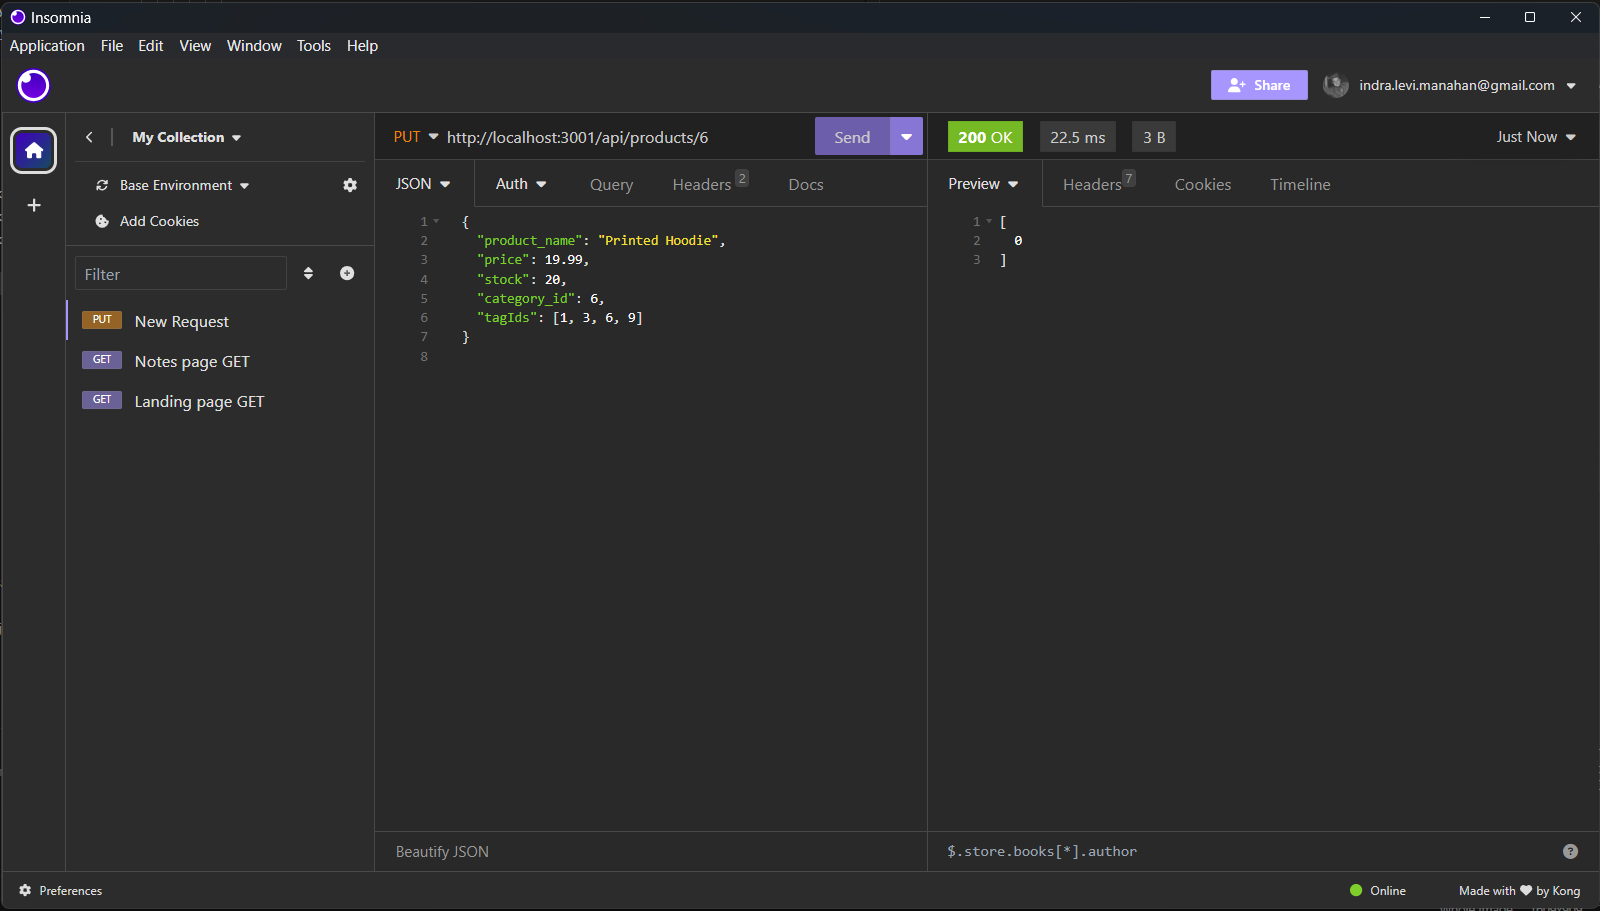 Insomnia
Application File Edit View Window Tools Help
Share indra.levi.manahan@gmail.com
My Collection
Base Environment
Add Cookies
Filter
PUT New Request
GET Notes page GET
GET Landing page GET
PUT http://localhost:3001/api/products/6 Send
JSON Auth Query Headers 2 Docs
1 {
2 "product_name": "Printed Hoodie",
3 "price": 19.99,
4 "stock": 20,
5 "category_id": 6,
6 "tagIds": [1, 3, 6, 9]
7 }
8
Beautify JSON
200 OK 22.5 ms 3 B Just Now
Preview Headers 7 Cookies Timeline
1 [
2 0
3 ]
$.store.books[*].author
?
Preferences Online Made with ❤ by Kong